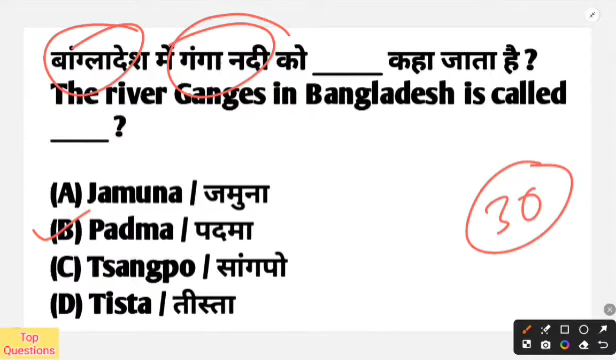 बांग्लादेश में गंगा नदी को _____ कहा जाता है ?
The river Ganges in Bangladesh is called
____ ?
(A) Jamuna / जमुना
(B) Padma / पदमा
(C) Tsangpo / सांगपो
(D) Tista / तीस्ता
30
Top
Questions